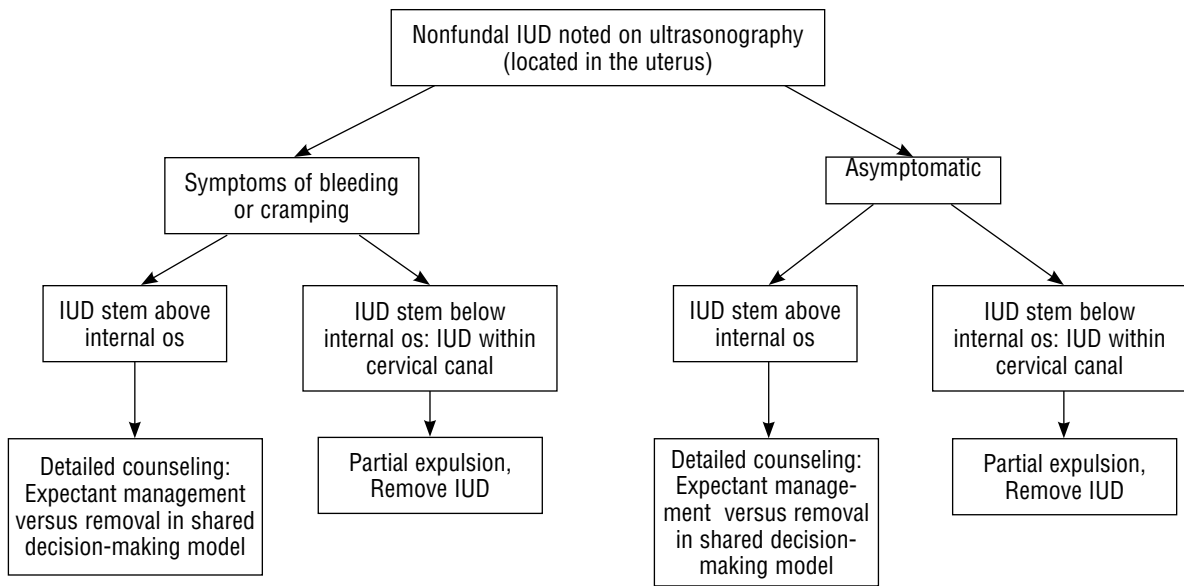 Nonfundal IUD noted on ultrasonography
(located in the uterus)
Symptoms of bleeding
or cramping
Asymptomatic
IUD stem above
internal os
IUD stem below
internal os: IUD within
cervical canal
IUD stem above
internal os
IUD stem below
internal os: IUD within
cervical canal
Detailed counseling:
Expectant management
versus removal in shared
decision-making model
Partial expulsion,
Remove IUD
Detailed counseling:
Expectant manage-
ment versus removal
in shared decision-
making model
Partial expulsion,
Remove IUD